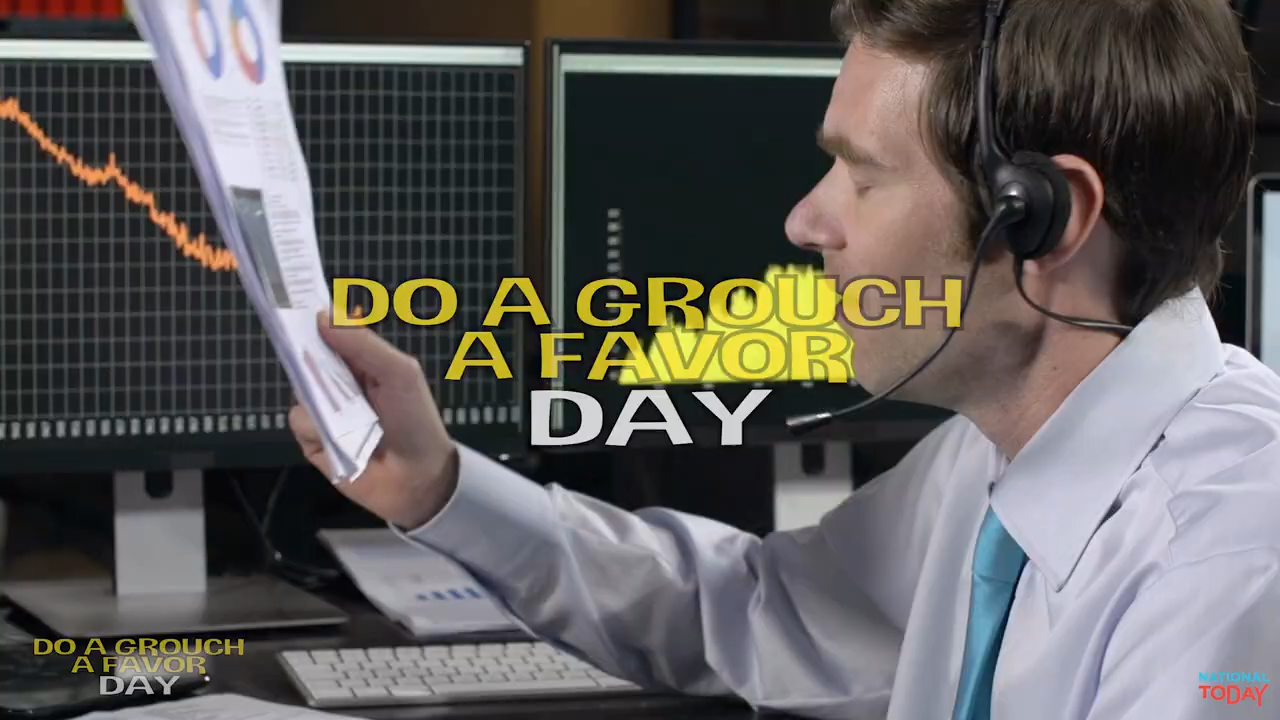 DO A GROUCH
A FAVOR
DAY
DO A GROUCH
A FAVOR
DAY
NATIONAL
TODAY